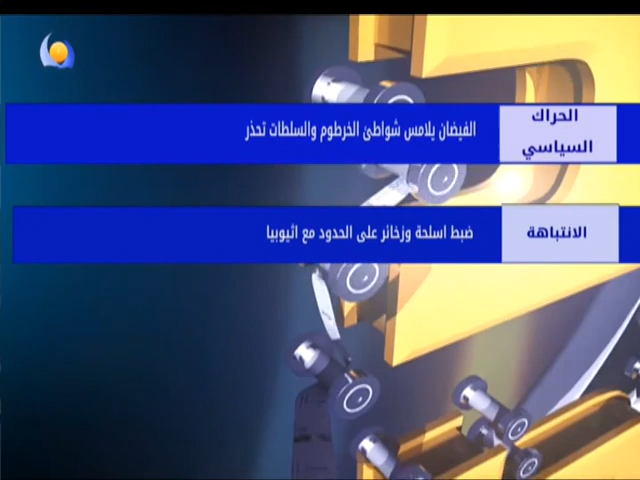 الحراك
السياسي
الفيضان يلامس شواطئ الخرطوم والسلطات تحذر
الانتباهة
ضبط اسلحة وزخائر على الحدود مع اثيوبيا